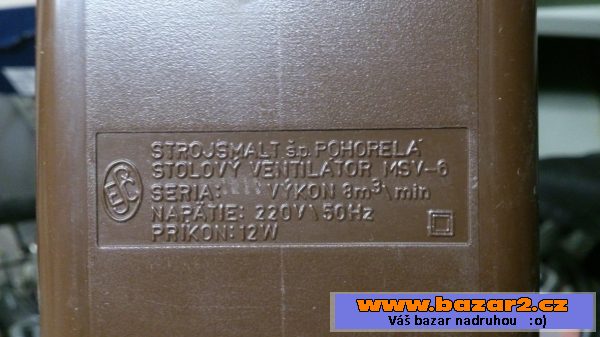 STROJSMALT š.p. POHORELÁ
STOLOVÝ VENTILÁTOR MSV-6
SERIA: VÝKON 8m³\min
NAPÄTIE: 220V\50Hz
PRÍKON: 12W
www.bazar2.cz
Váš bazar nadruhou :o)